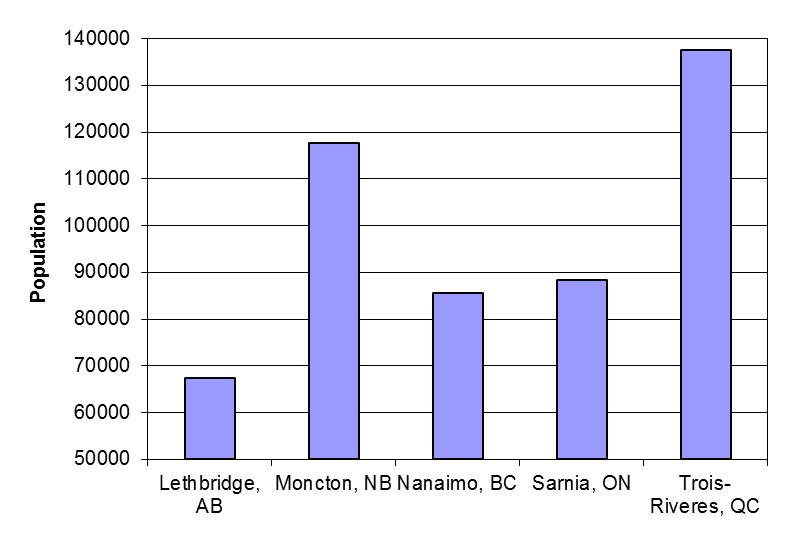 140000
130000
120000
110000
100000
90000
80000
70000
60000
50000
Population
Lethbridge,
AB
Moncton, NB
Nanaimo, BC
Sarnia, ON
Trois-
Riveres, QC